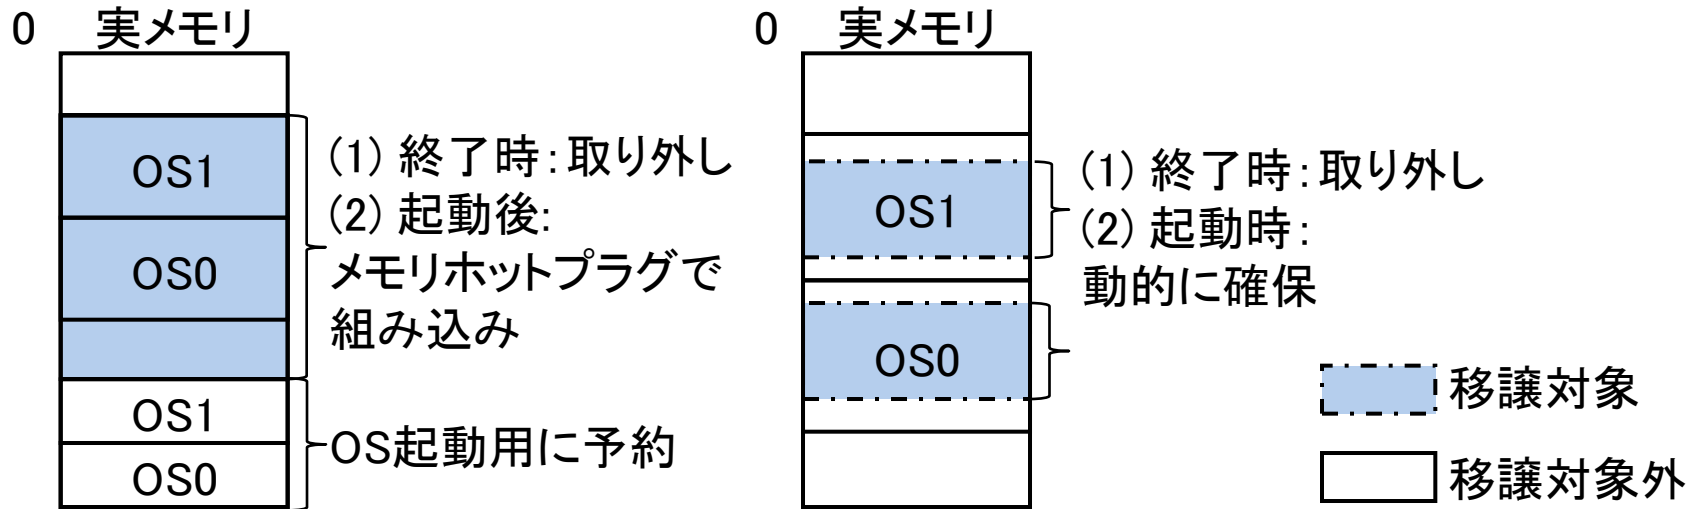 0 実メモリ
OS1
OS0
(1) 終了時:取り外し
(2) 起動後:
メモリホットプラグで
組み込み
OS1
OS0
OS起動用に予約
0 実メモリ
OS1
(1) 終了時:取り外し
(2) 起動時:
動的に確保
OS0
移譲対象
移譲対象外